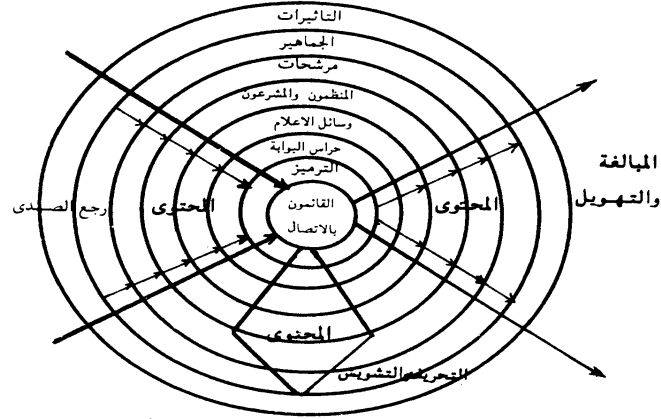 التاثيرات
الجماهير
مرشحات
المنظمون والمشرعون
وسائل الاعلام
حراس البوابة
الترميز
القائمون
بالاتصال
المبالغة
والتهويل
المحتوى
المحتوى
رجع الصدى
المحتوى
التحريف والتشويش